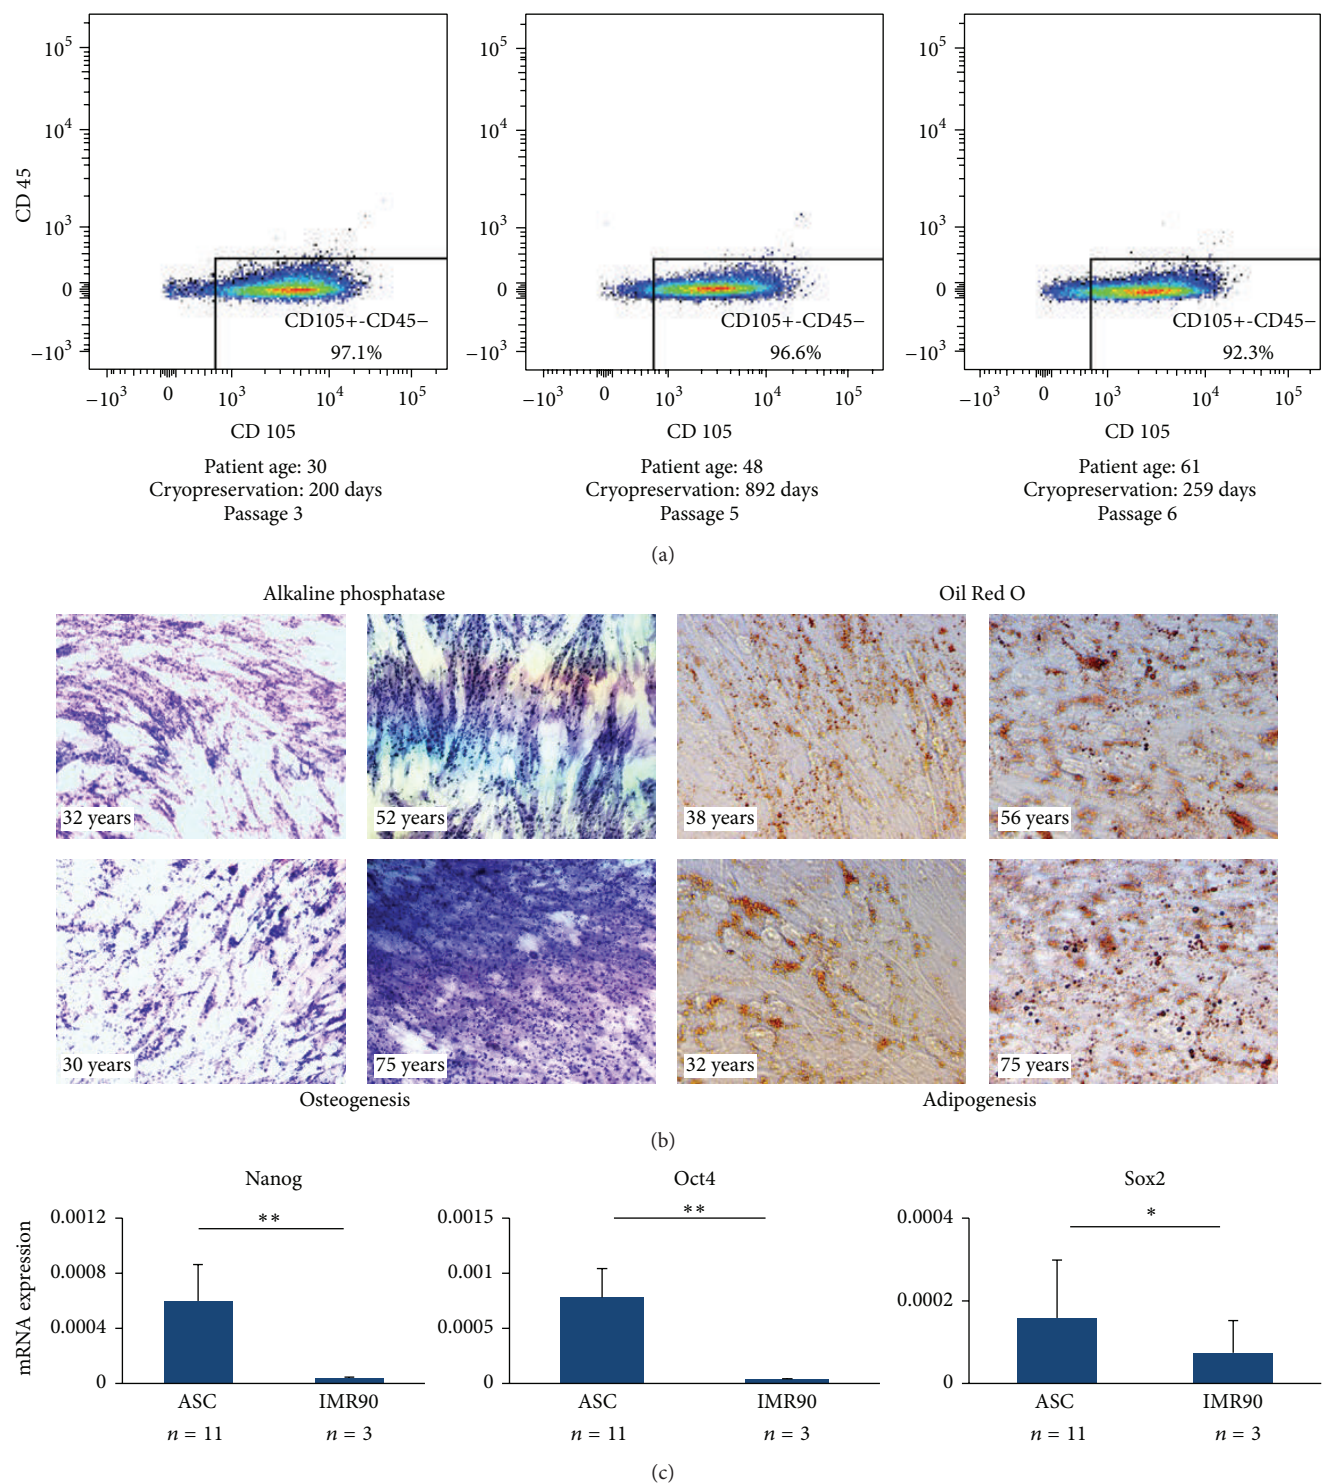 10^5
10^4
10^3
0
−10^3
CD 45
CD105+-CD45−
97.1%
−10^3 0 10^3 10^4 10^5
CD 105
Patient age: 30
Cryopreservation: 200 days
Passage 3
10^5
10^4
10^3
0
−10^3
CD105+-CD45−
96.6%
−10^3 0 10^3 10^4 10^5
CD 105
Patient age: 48
Cryopreservation: 892 days
Passage 5
10^5
10^4
10^3
0
−10^3
CD105+-CD45−
92.3%
−10^3 0 10^3 10^4 10^5
CD 105
Patient age: 61
Cryopreservation: 259 days
Passage 6
(a)
Alkaline phosphatase
Oil Red O
32 years
52 years
38 years
56 years
30 years
75 years
32 years
75 years
Osteogenesis
Adipogenesis
(b)
Nanog
mRNA expression
0.0012
0.0008
0.0004
0
**
ASC IMR90
n = 11 n = 3
Oct4
0.0015
0.001
0.0005
0
**
ASC IMR90
n = 11 n = 3
Sox2
0.0004
0.0002
0
*
ASC IMR90
n = 11 n = 3
(c)